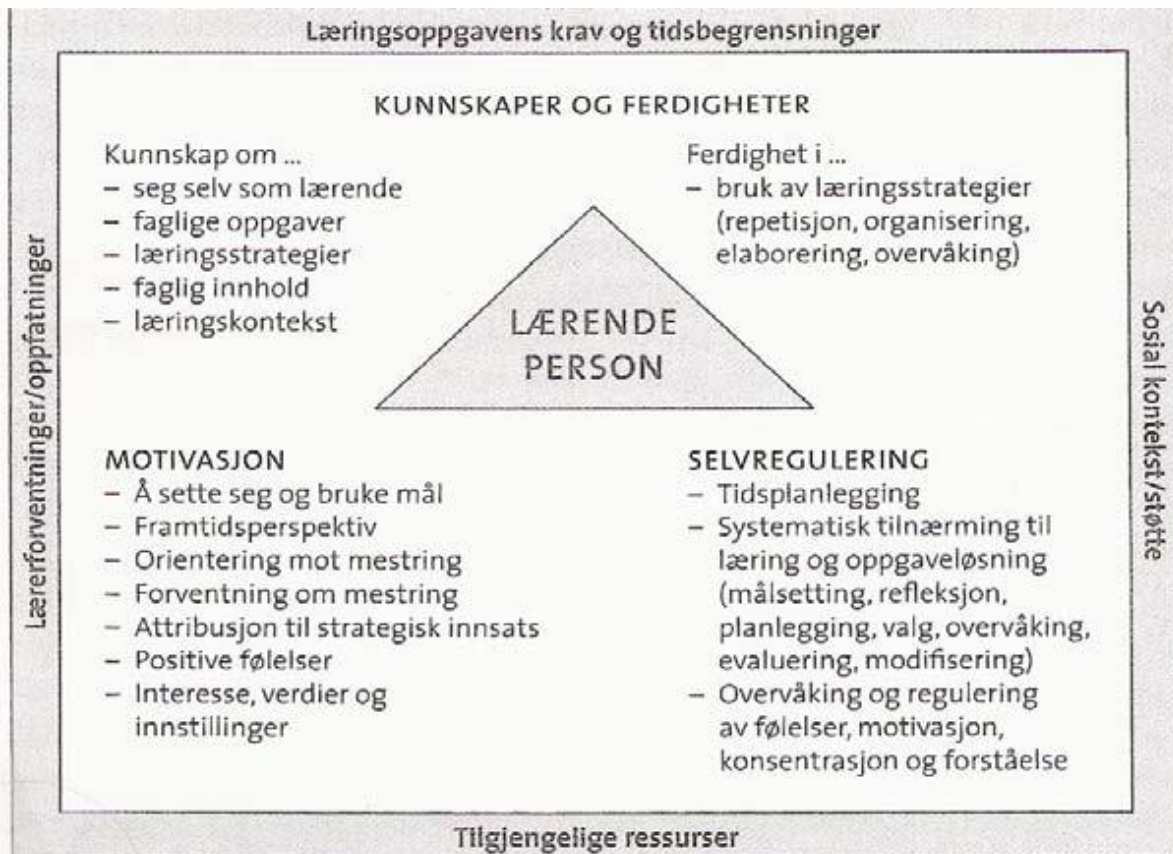 Læringsoppgavens krav og tidsbegrensninger
KUNNSKAPER OG FERDIGHETER
Kunnskap om ...
– seg selv som lærende
– faglige oppgaver
– læringsstrategier
– faglig innhold
– læringskontekst
Ferdighet i ...
– bruk av læringsstrategier
(repetisjon, organisering,
elaborering, overvåking)
LÆRENDE
PERSON
MOTIVASJON
– Å sette seg og bruke mål
– Framtidsperspektiv
– Orientering mot mestring
– Forventning om mestring
– Attribusjon til strategisk innsats
– Positive følelser
– Interesse, verdier og
innstillinger
SELVREGULERING
– Tidsplanlegging
– Systematisk tilnærming til
læring og oppgaveløsning
(målsetting, refleksjon,
planlegging, valg, overvåking,
evaluering, modifisering)
– Overvåking og regulering
av følelser, motivasjon,
konsentrasjon og forståelse
Lærerforventninger/oppfatninger
Sosial kontekst/støtte
Tilgjengelige ressurser